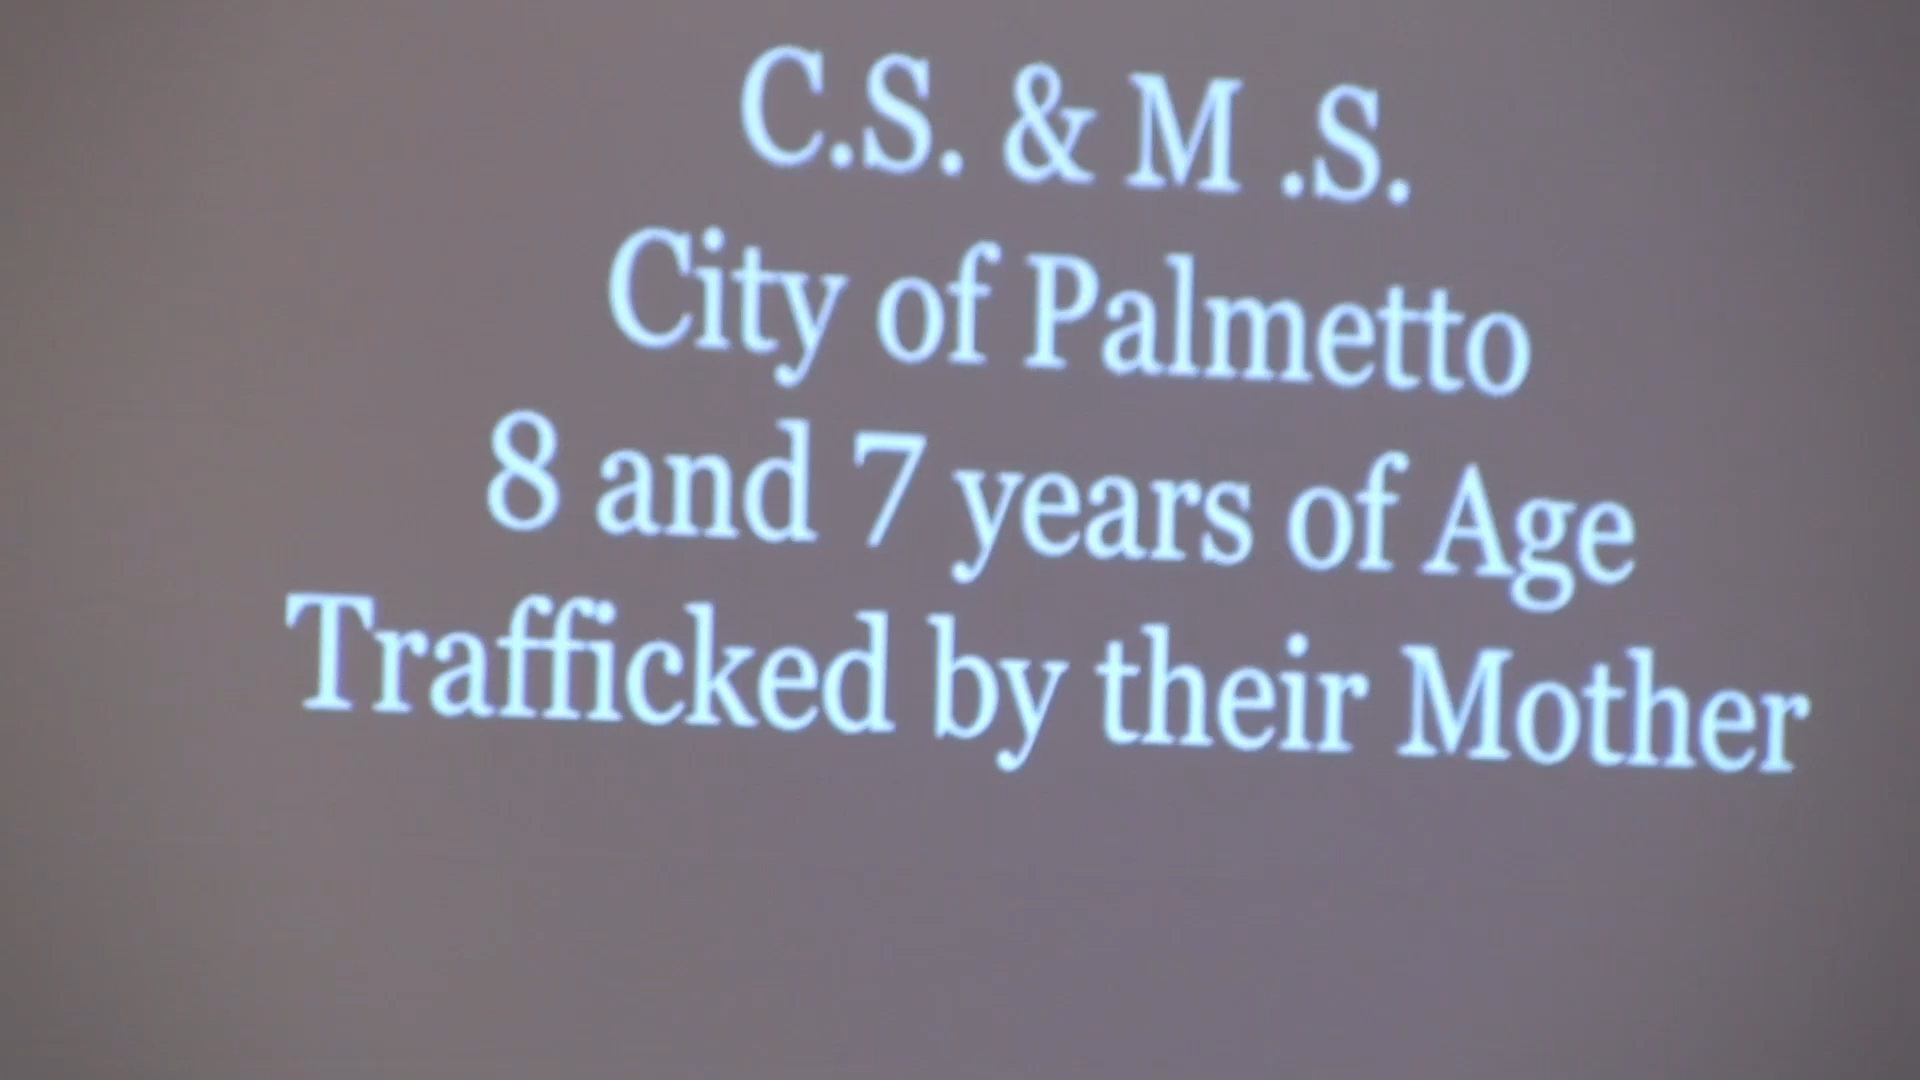 C.S. & M .S.
City of Palmetto
8 and 7 years of Age
Trafficked by their Mother